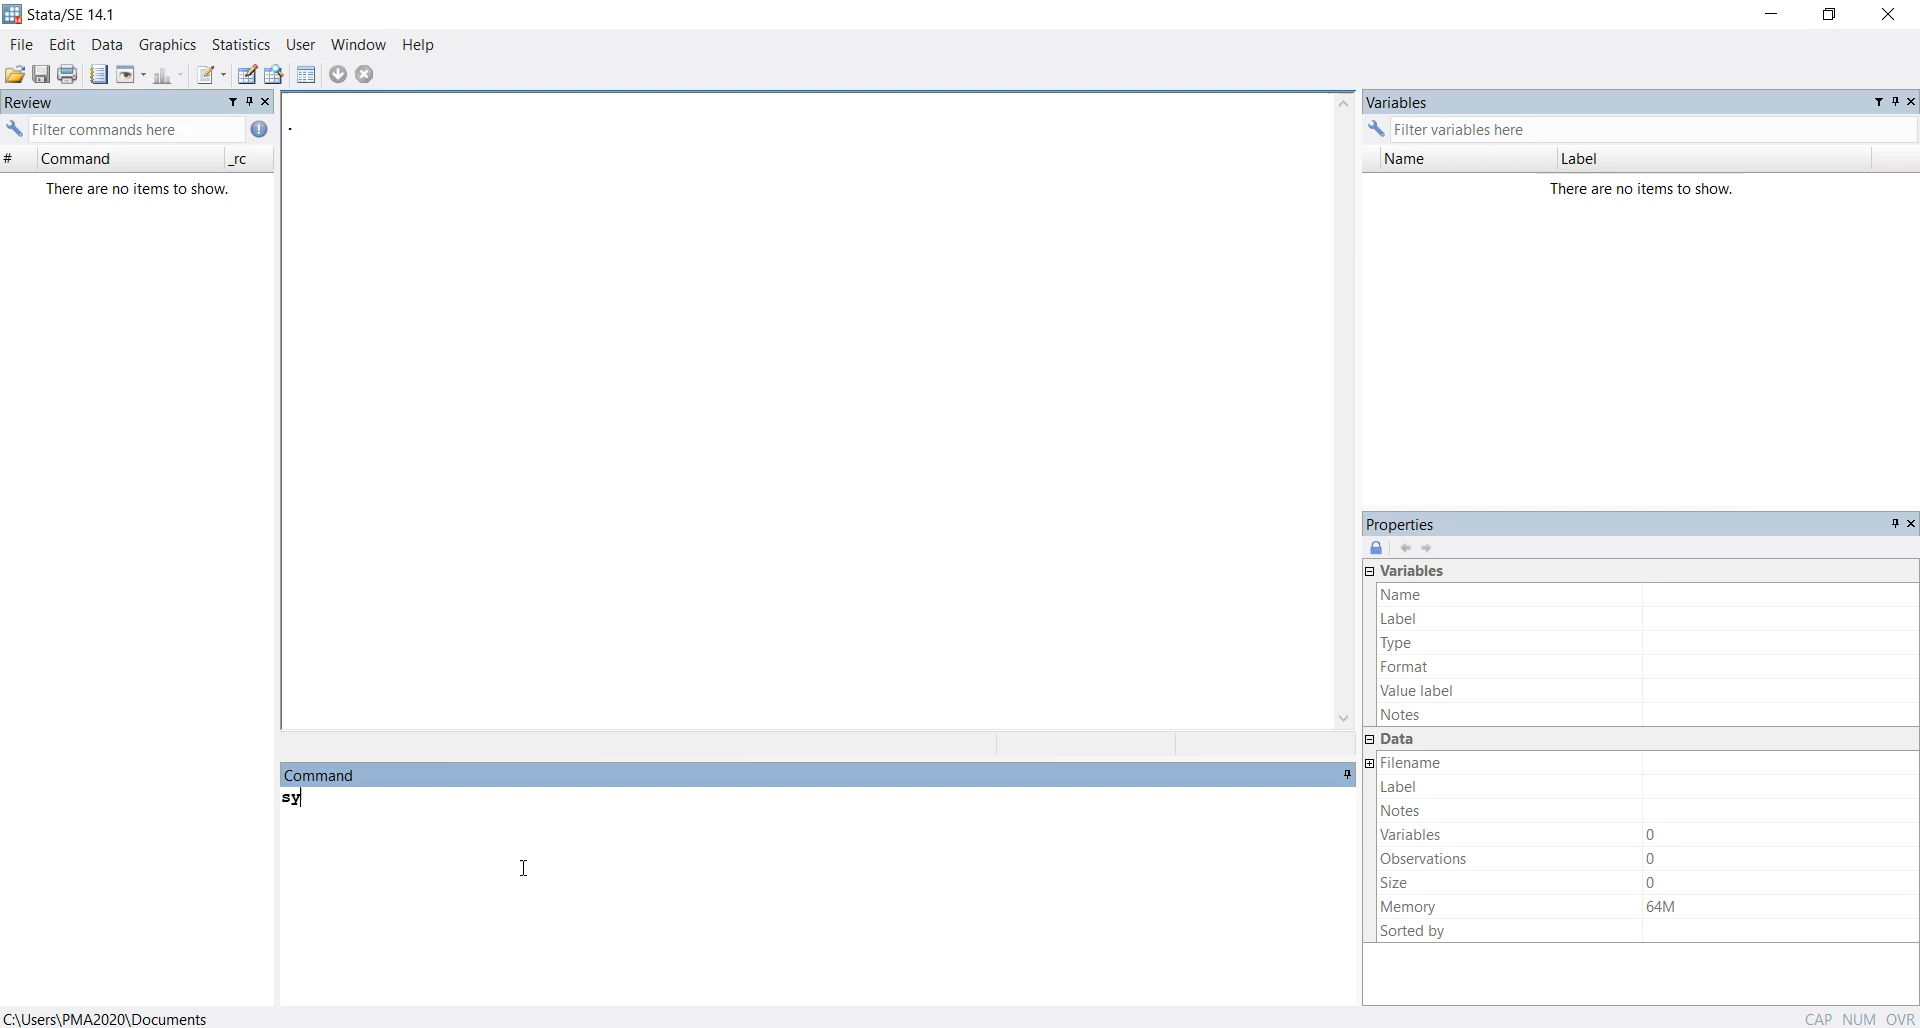 Stata/SE 14.1
File Edit Data Graphics Statistics User Window Help
Review
Filter commands here
# Command _rc
There are no items to show.
.
Command
sy
Variables
Filter variables here
Name Label
There are no items to show.
Properties
Variables
Name
Label
Type
Format
Value label
Notes
Data
Filename
Label
Notes
Variables 0
Observations 0
Size 0
Memory 64M
Sorted by
C:\Users\PMA2020\Documents
CAP NUM OVR